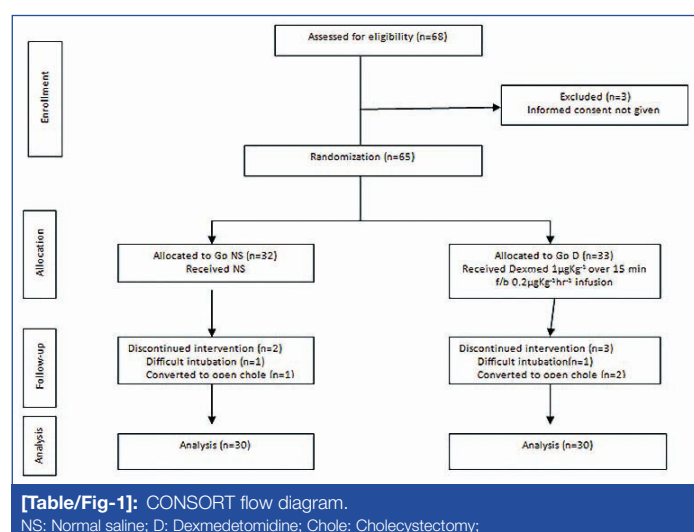 Assessed for eligibility (n=68)
Enrollment
Excluded (n=3)
Informed consent not given
Randomization (n=65)
Allocation
Allocated to Gp NS (n=32)
Received NS
Allocated to Gp D (n=33)
Received Dexmed 1µgKg⁻¹ over 15 min
f/b 0.2µgKg⁻¹hr⁻¹ infusion
Follow-up
Discontinued intervention (n=2)
Difficult intubation (n=1)
Converted to open chole (n=1)
Discontinued intervention (n=3)
Difficult intubation(n=1)
Converted to open chole (n=2)
Analysis
Analysis (n=30)
Analysis (n=30)
[Table/Fig-1]: CONSORT flow diagram.
NS: Normal saline; D: Dexmedetomidine; Chole: Cholecystectomy;